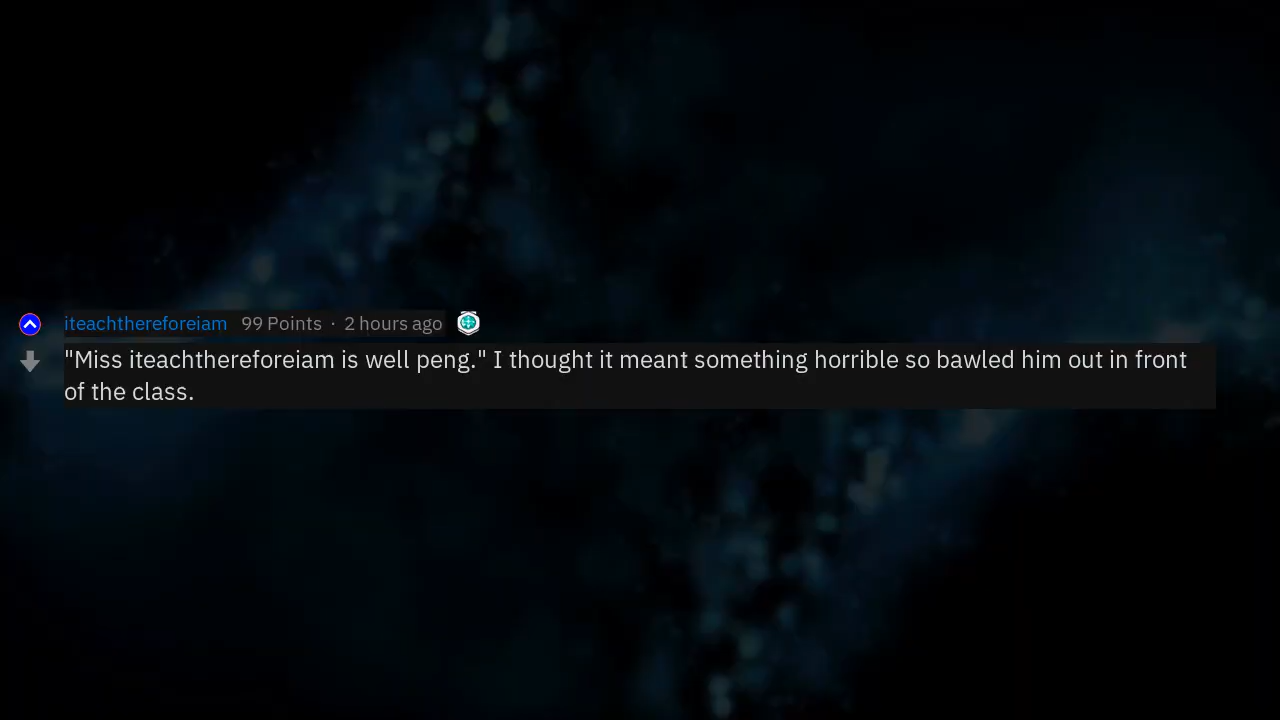 iteachthereforeiam 99 Points · 2 hours ago
"Miss iteachthereforeiam is well peng." I thought it meant something horrible so bawled him out in front
of the class.